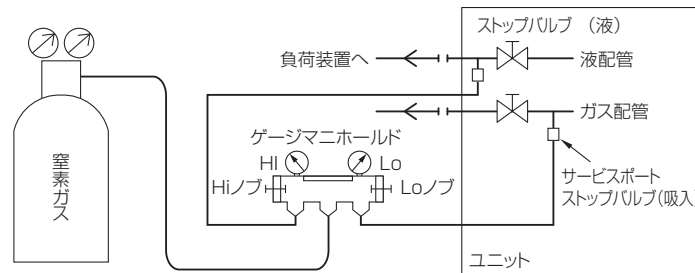 ストップバルブ (液)
負荷装置へ
液配管
ガス配管
ゲージマニホールド
HI
Lo
Hiノブ
Loノブ
サービスポート
ストップバルブ(吸入)
窒素ガス
ユニット